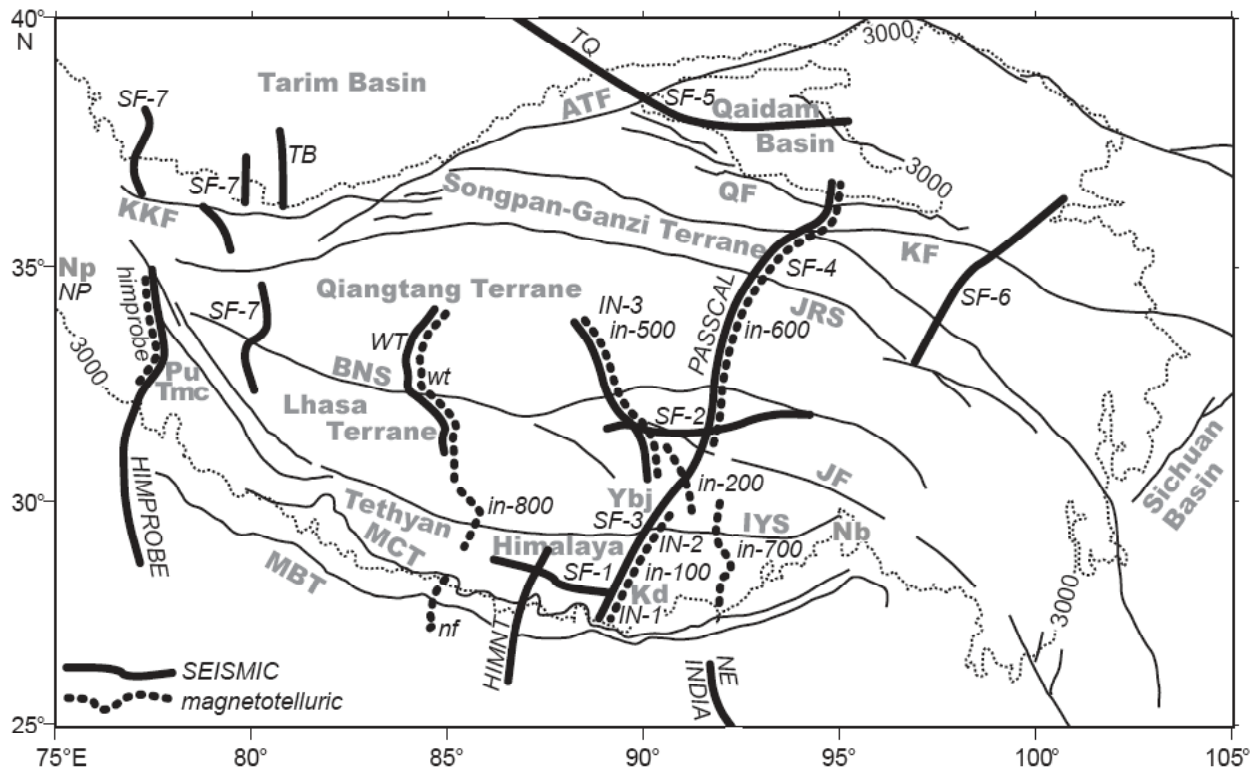 40°
N
TQ
3000
Tarim Basin
SF-7
ATF
SF-5
Qaidam
Basin
TB
SF-7
3000
KKF
Songpan-Ganzi Terrane
QF
KF
35°
Np
NP
himprobe
SF-4
Qiangtang Terrane
SF-7
IN-3
in-500
PASSCAL
in-600
JRS
SF-6
WT
3000
Pu
Tmc
BNS
wt
Lhasa
Terrane
SF-2
Sichuan
Basin
HIMPROBE
JF
30°
Tethyan
Himalaya
in-800
Ybj
in-200
SF-3
IYS
Nb
MCT
IN-2
in-700
MBT
SF-1
in-100
Kd
IN-1
3000
nf
HIMNT
NE
INDIA
SEISMIC
magnetotelluric
25°
75°E
80°
85°
90°
95°
100°
105°